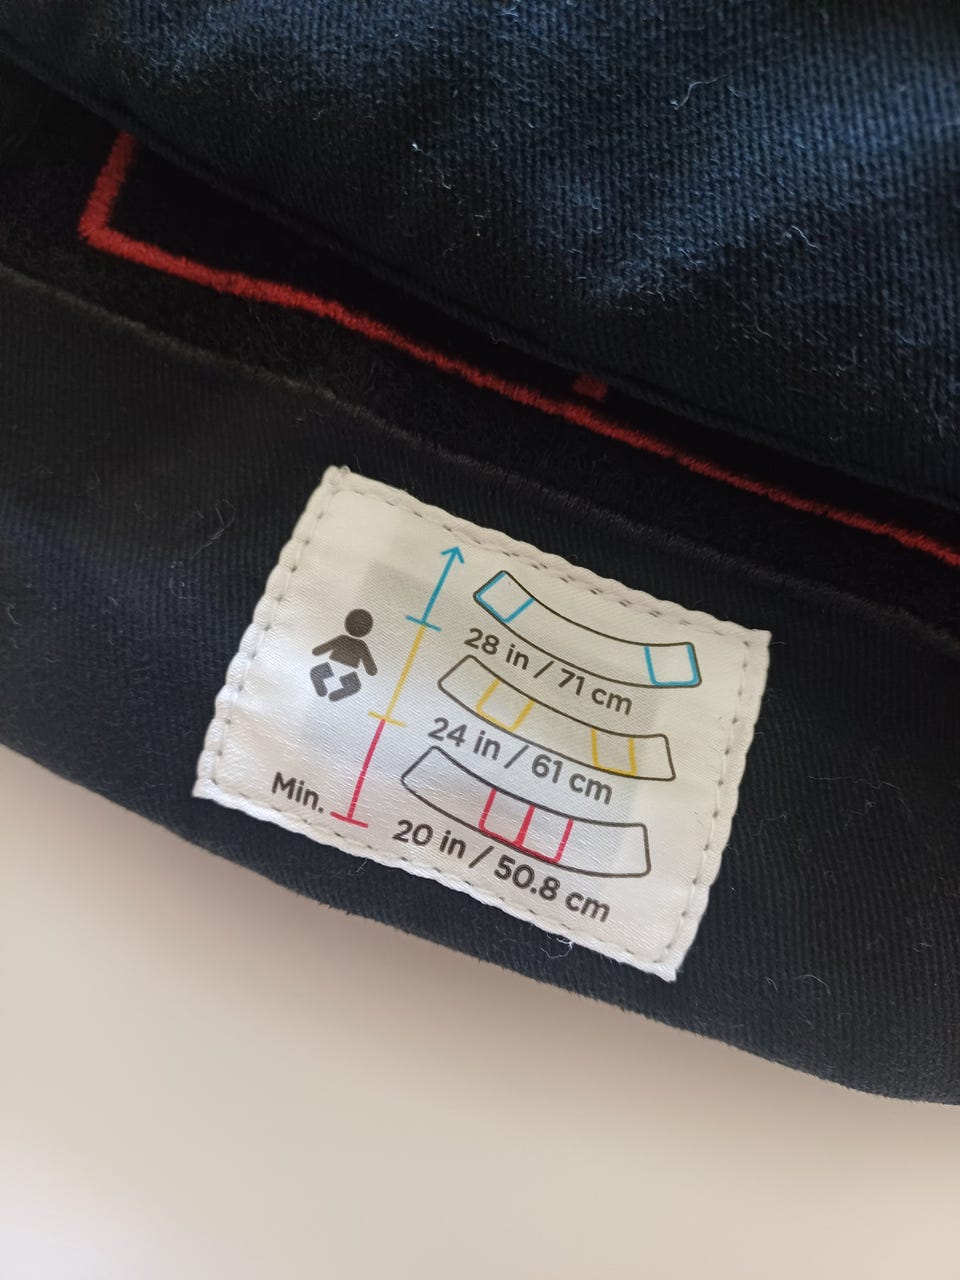 28 in / 71 cm
24 in / 61 cm
Min.
20 in / 50.8 cm